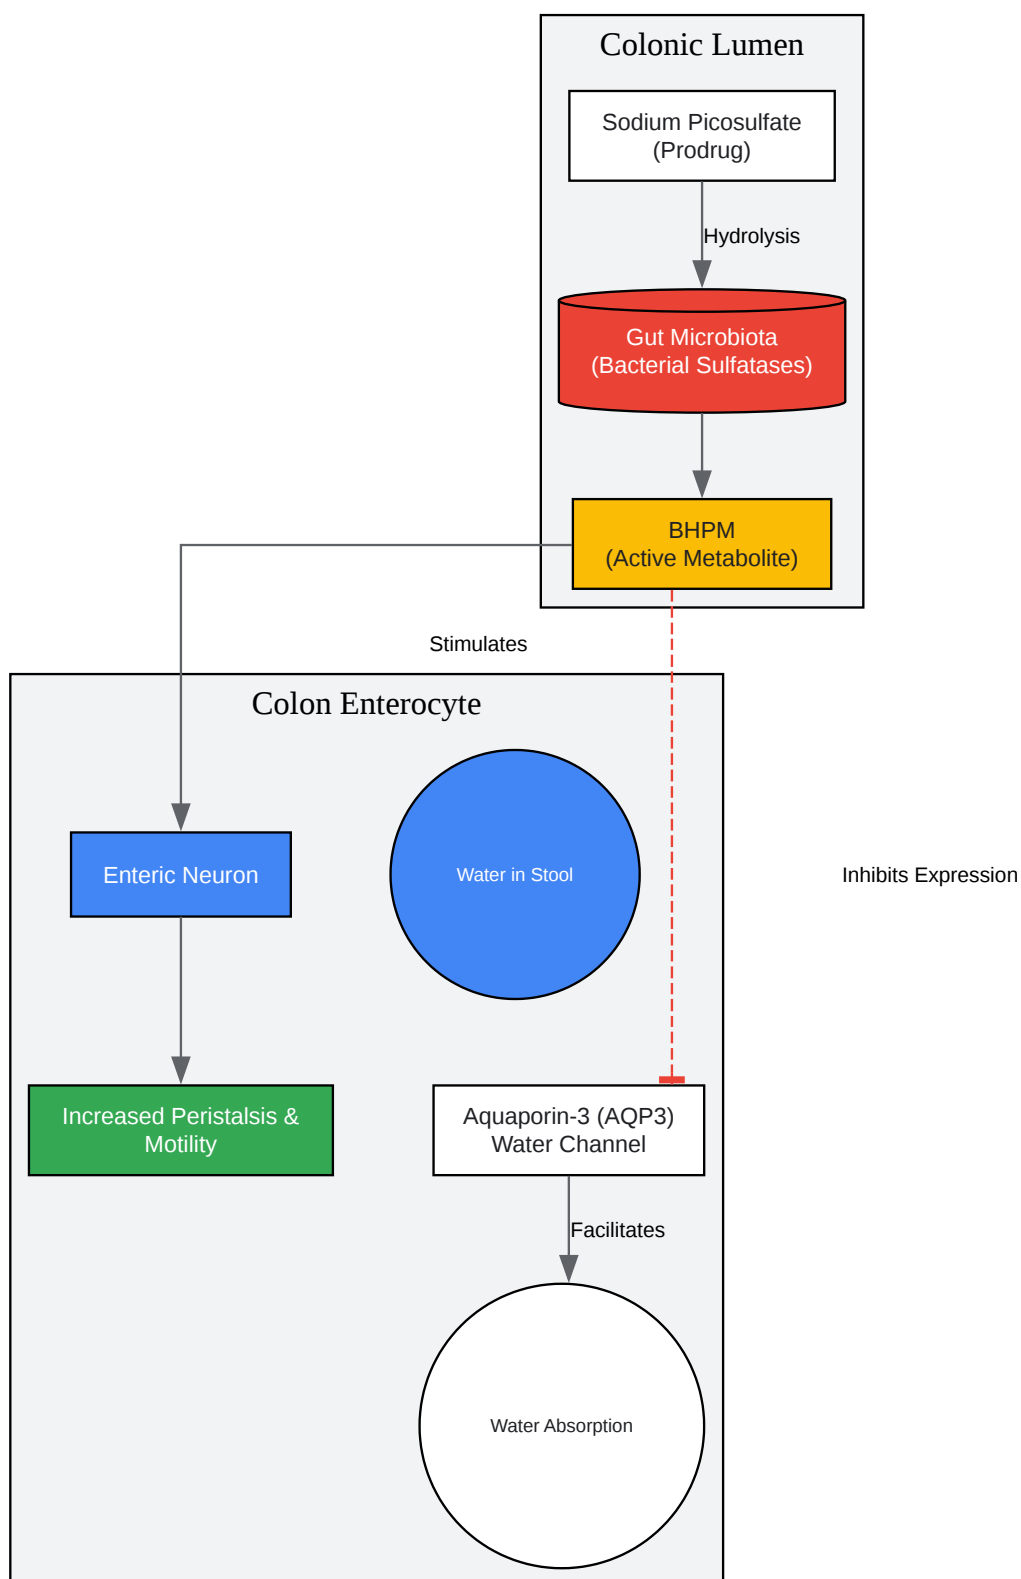 Colonic Lumen
Sodium Picosulfate
(Prodrug)
Hydrolysis
Gut Microbiota
(Bacterial Sulfatases)
BHPM
(Active Metabolite)
Stimulates
Colon Enterocyte
Enteric Neuron
Water in Stool
Inhibits Expression
Increased Peristalsis &
Motility
Aquaporin-3 (AQP3)
Water Channel
Facilitates
Water Absorption